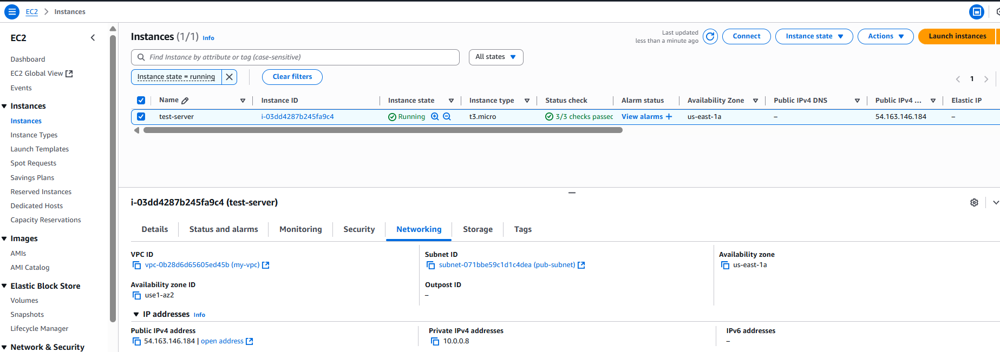 EC2 > Instances
EC2
Dashboard
EC2 Global View
Events
Instances
Instances
Instance Types
Launch Templates
Spot Requests
Savings Plans
Reserved Instances
Dedicated Hosts
Capacity Reservations
Images
AMIs
AMI Catalog
Elastic Block Store
Volumes
Snapshots
Lifecycle Manager
Network & Security
Instances (1/1) Info
Last updated
less than a minute ago
Connect
Instance state
Actions
Launch instances
Find Instance by attribute or tag (case-sensitive)
All states
Instance state = running
Clear filters
1
Name Instance ID Instance state Instance type Status check Alarm status Availability Zone Public IPv4 DNS Public IPv4 ... Elastic IP
test-server i-03dd4287b245fa9c4 Running t3.micro 3/3 checks passec View alarms + us-east-1a – 54.163.146.184 –
i-03dd4287b245fa9c4 (test-server)
Details Status and alarms Monitoring Security Networking Storage Tags
VPC ID
vpc-0b28d6d65605ed45b (my-vpc)
Subnet ID
subnet-071bbe59c1d1c4dea (pub-subnet)
Availability zone
us-east-1a
Availability zone ID
use1-az2
Outpost ID
–
IP addresses Info
Public IPv4 address
54.163.146.184 | open address
Private IPv4 addresses
10.0.0.8
IPv6 addresses
–